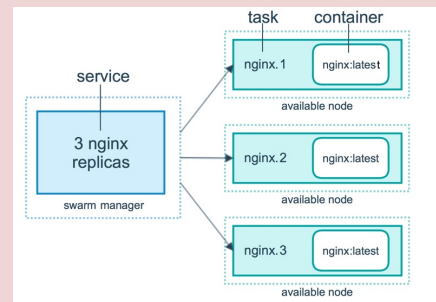 task
container
service
nginx.1
nginx:latest
available node
3 nginx
replicas
swarm manager
nginx.2
nginx:latest
available node
nginx.3
nginx:latest
available node